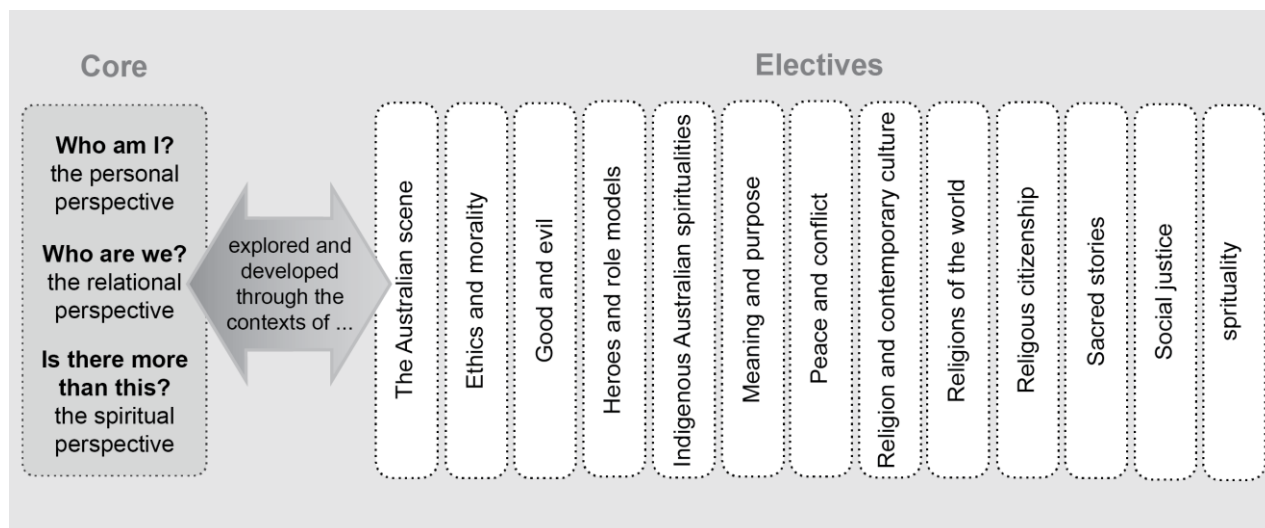 Core
Who am I?
the personal
perspective
Who are we?
the relational
perspective
Is there more
than this?
the spiritual
perspective
explored and
developed
through the
contexts of ...
Electives
The Australian scene
Ethics and morality
Good and evil
Heroes and role models
Indigenous Australian spiritualities
Meaning and purpose
Peace and conflict
Religion and contemporary culture
Religions of the world
Religous citizenship
Sacred stories
Social justice
sprituality